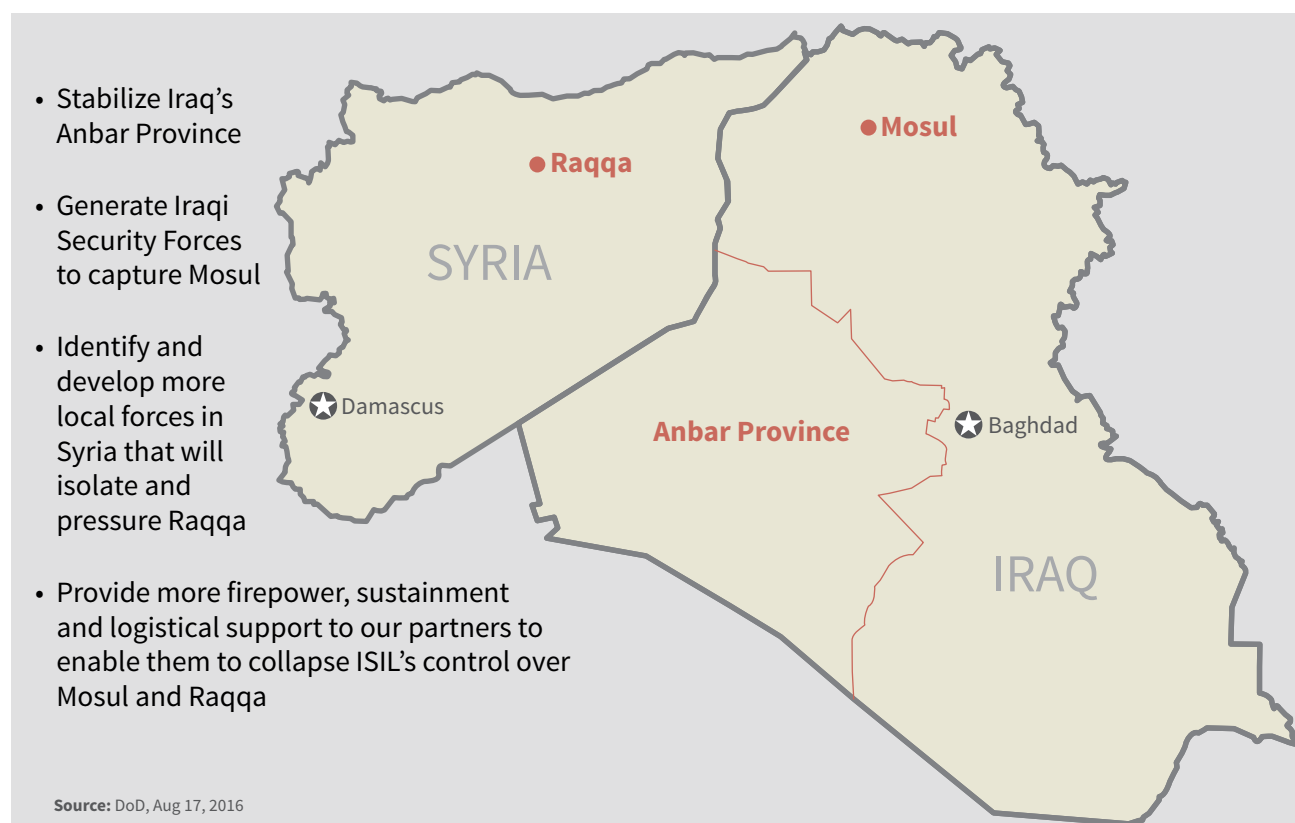 • Stabilize Iraq’s
Anbar Province
• Generate Iraqi
Security Forces
to capture Mosul
• Identify and
develop more
local forces in
Syria that will
isolate and
pressure Raqqa
• Provide more firepower, sustainment
and logistical support to our partners to
enable them to collapse ISIL’s control over
Mosul and Raqqa
Source: DoD, Aug 17, 2016
Mosul
Raqqa
SYRIA
Damascus
Anbar Province
Baghdad
IRAQ